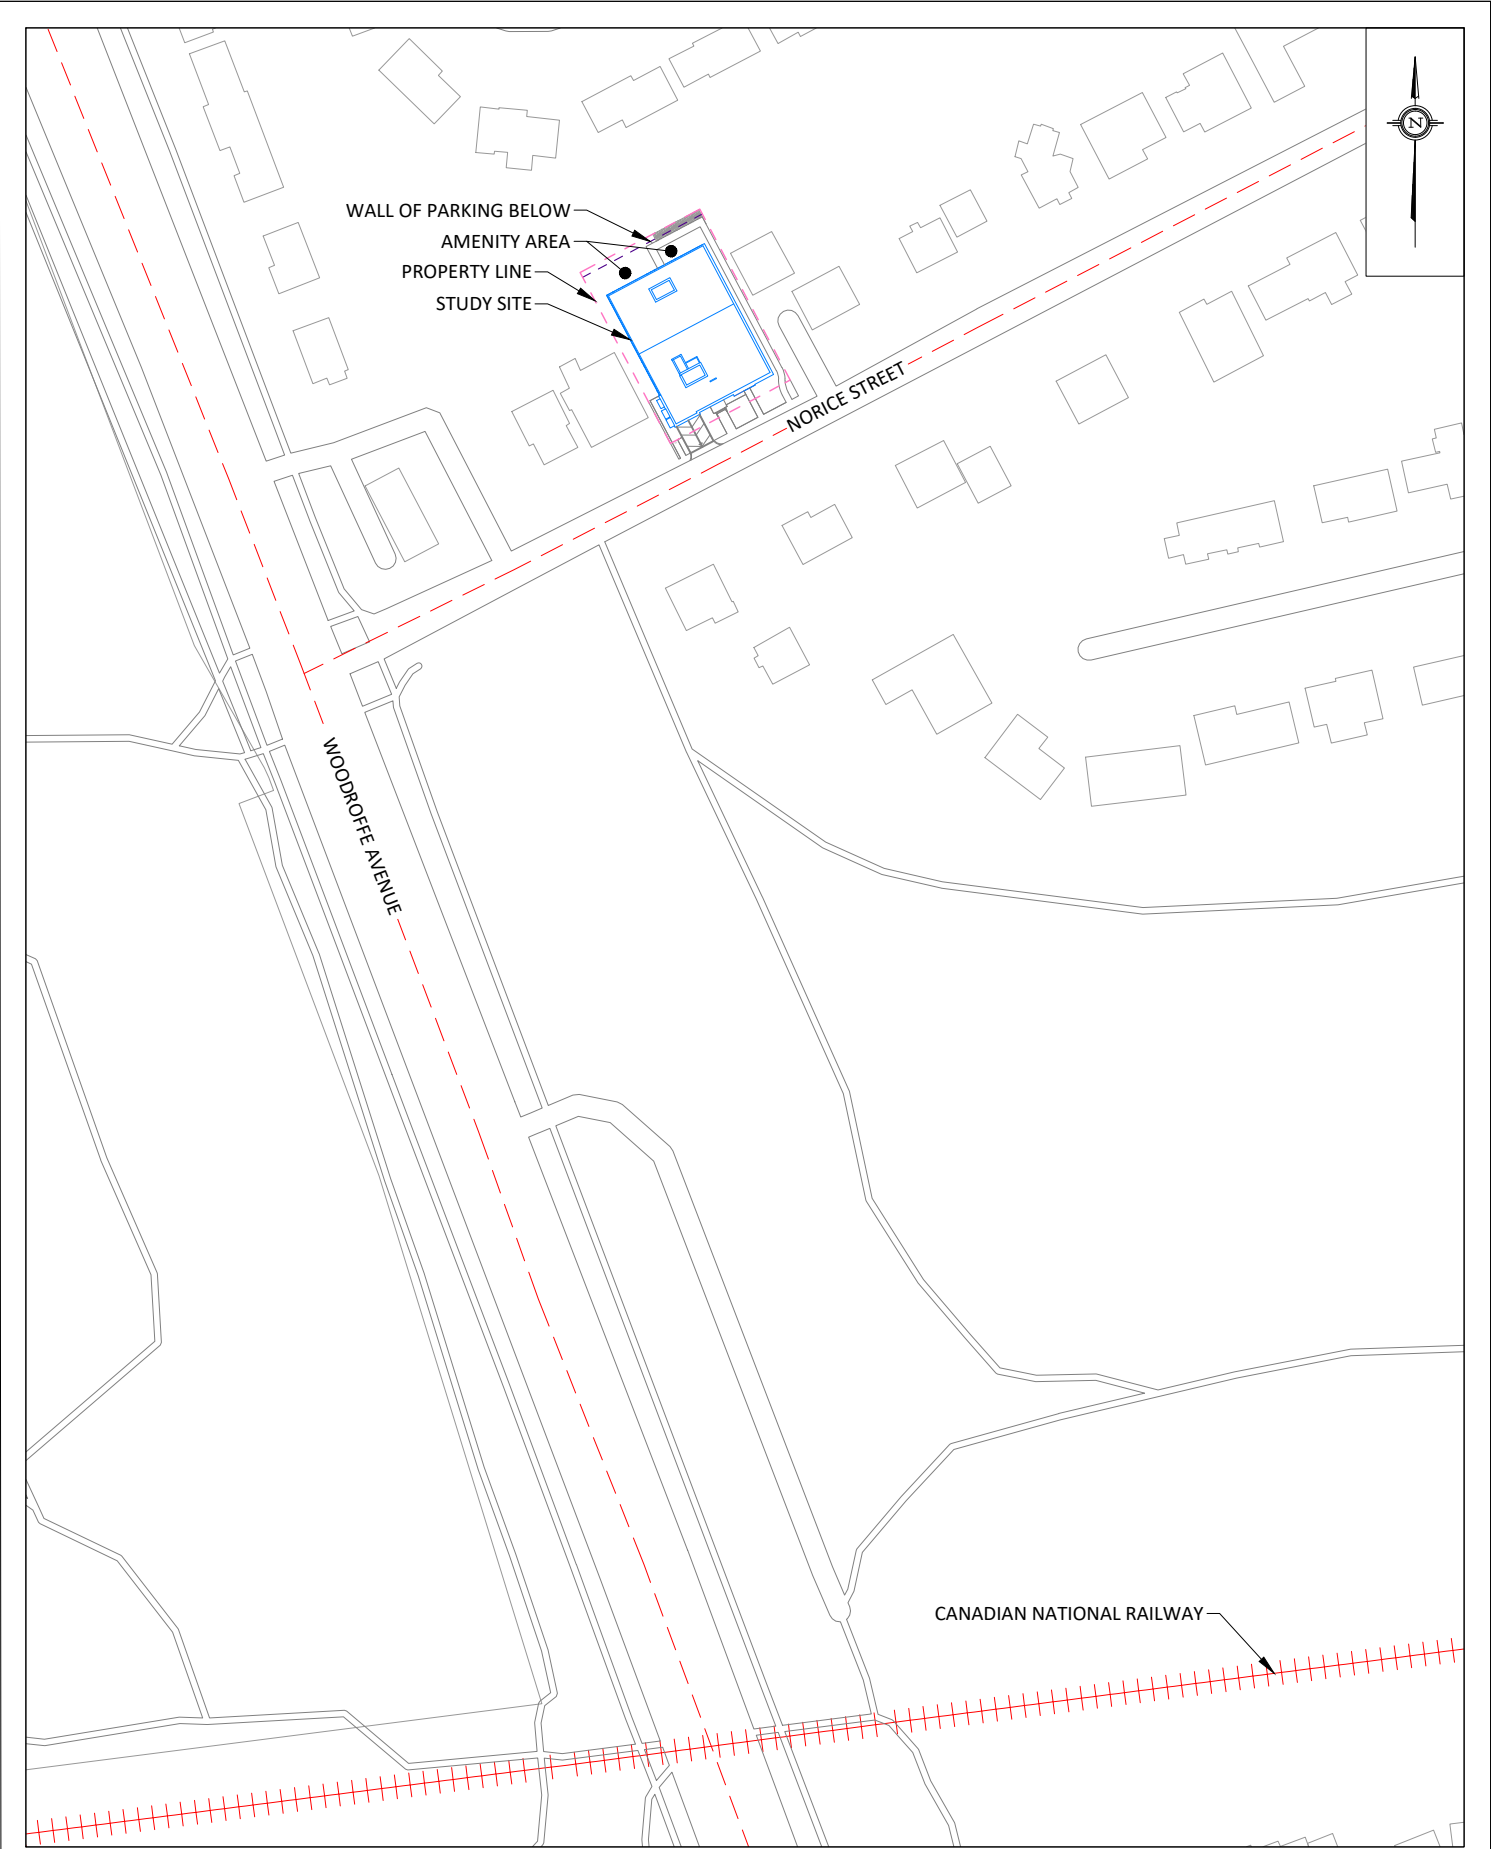 N
WALL OF PARKING BELOW
AMENITY AREA
PROPERTY LINE
STUDY SITE
NORICE STREET
WOODROFFE AVENUE
CANADIAN NATIONAL RAILWAY